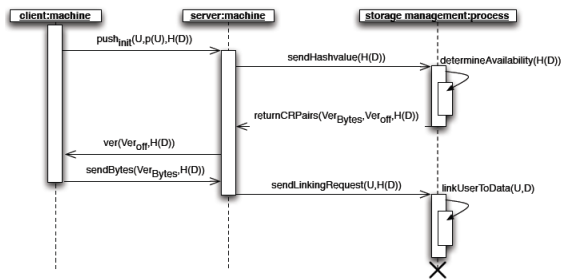 client:machine
server:machine
storage management:process
pushinit(U,p(U),H(D))
sendHashvalue(H(D))
determineAvailability(H(D))
returnCRPairs(VerBytes,Veroff,H(D))
ver(Veroff,H(D))
sendBytes(VerBytes,H(D))
sendLinkingRequest(U,H(D))
linkUserToData(U,D)